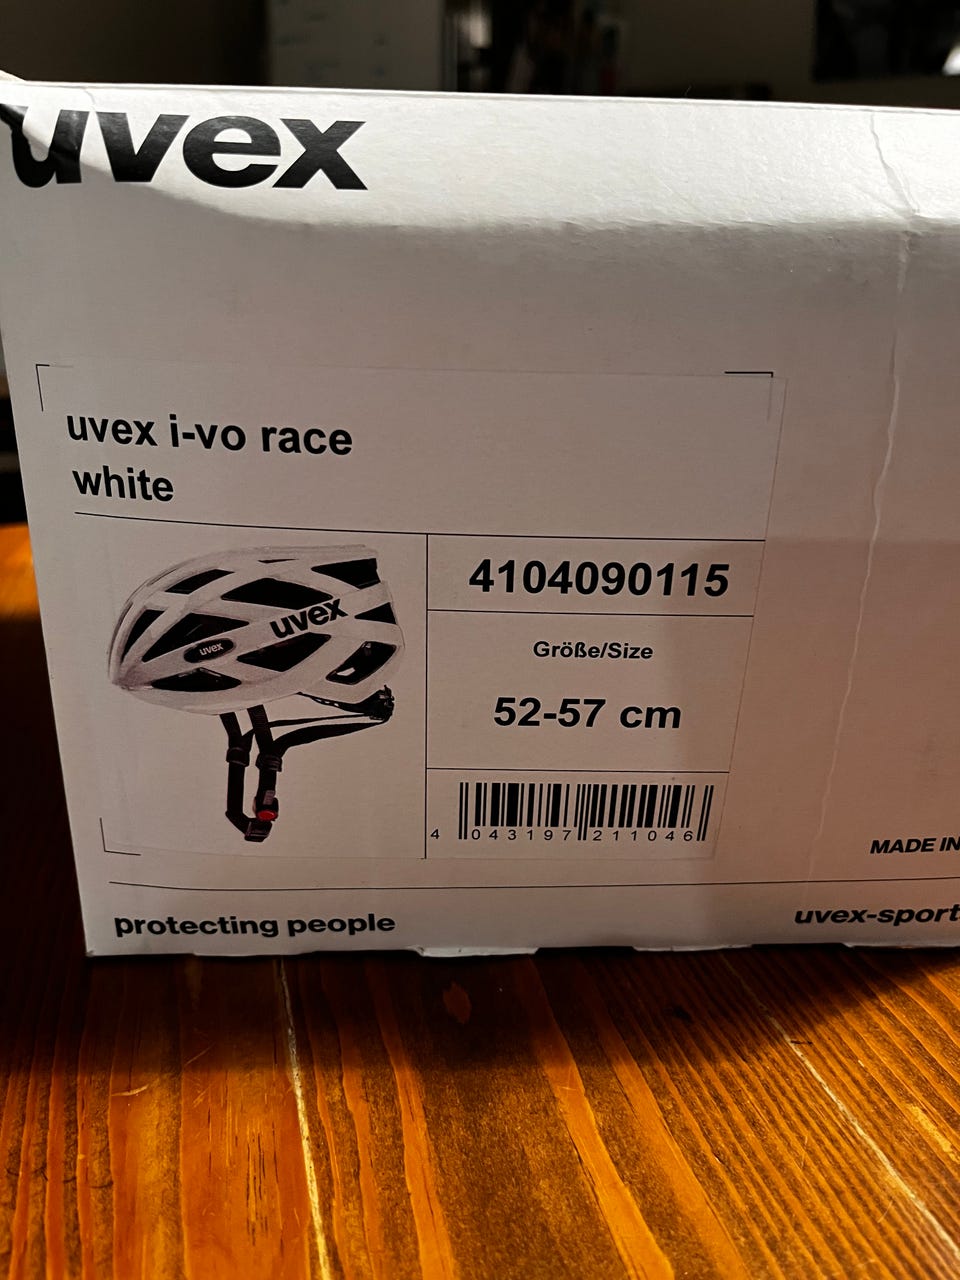 uvex
uvex i-vo race
white
uvex
uvex
4104090115
Größe/Size
52-57 cm
4 043197 211046
MADE IN
protecting people
uvex-sport